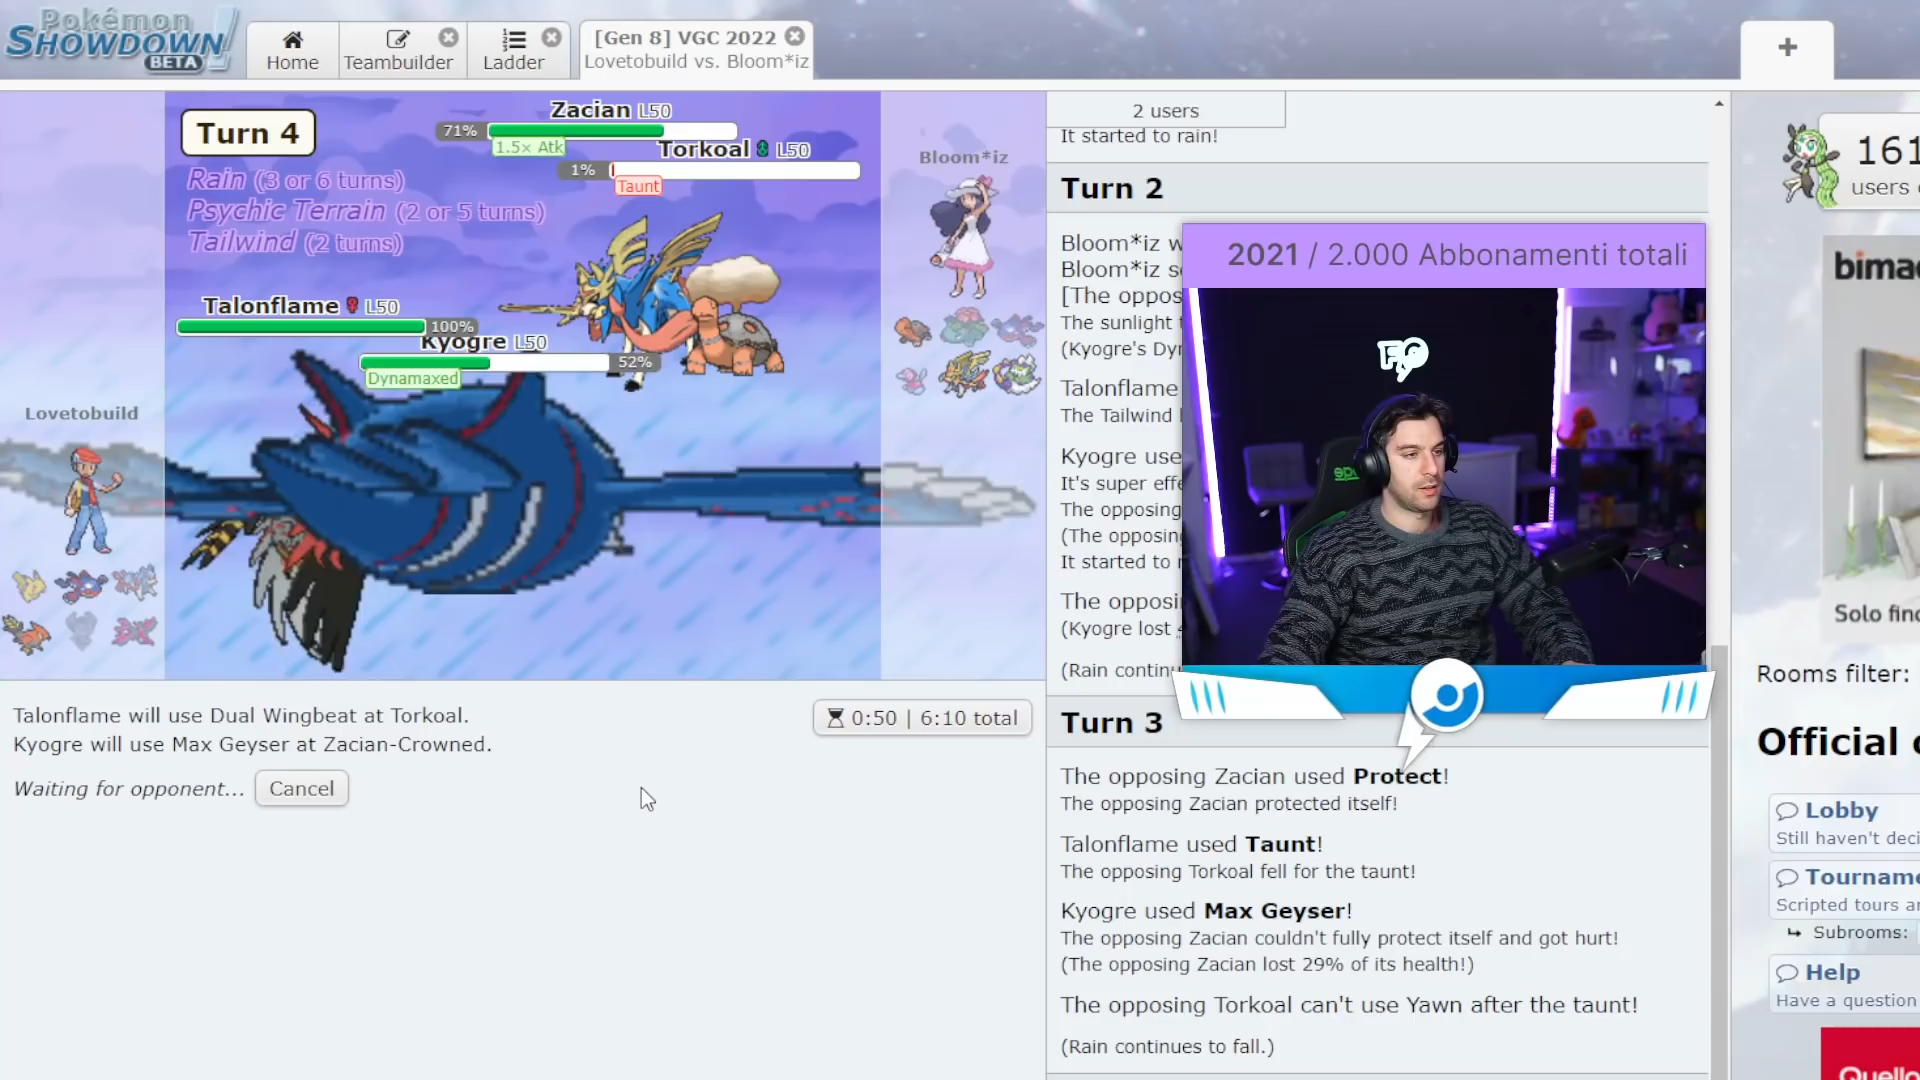 Pokémon
SHOWDOWN!
BETA
Home
Teambuilder
Ladder
[Gen 8] VGC 2022
Lovetobuild vs. Bloom*iz
+
Turn 4
Rain (3 or 6 turns)
Psychic Terrain (2 or 5 turns)
Tailwind (2 turns)
Zacian L50
71%
1.5× Atk
Torkoal L50
1%
Taunt
Talonflame L50
100%
Kyogre L50
52%
Dynamaxed
Bloom*iz
Lovetobuild
Talonflame will use Dual Wingbeat at Torkoal.
Kyogre will use Max Geyser at Zacian-Crowned.
Waiting for opponent... Cancel
0:50 | 6:10 total
2 users
It started to rain!
Turn 2
Bloom*iz w
Bloom*iz s
[The oppos
The sunlight
(Kyogre's Dy
Talonflame
The Tailwind
Kyogre use
It's super effe
The opposing
(The opposin
It started to
The opposi
(Kyogre lost
(Rain continu
2021 / 2.000 Abbonamenti totali
Turn 3
The opposing Zacian used Protect!
The opposing Zacian protected itself!
Talonflame used Taunt!
The opposing Torkoal fell for the taunt!
Kyogre used Max Geyser!
The opposing Zacian couldn't fully protect itself and got hurt!
(The opposing Zacian lost 29% of its health!)
The opposing Torkoal can't use Yawn after the taunt!
(Rain continues to fall.)
161
users
bima
Solo fin
Rooms filter:
Official
Lobby
Still haven't deci
Tourname
Scripted tours a
Subrooms:
Help
Have a question
Quello